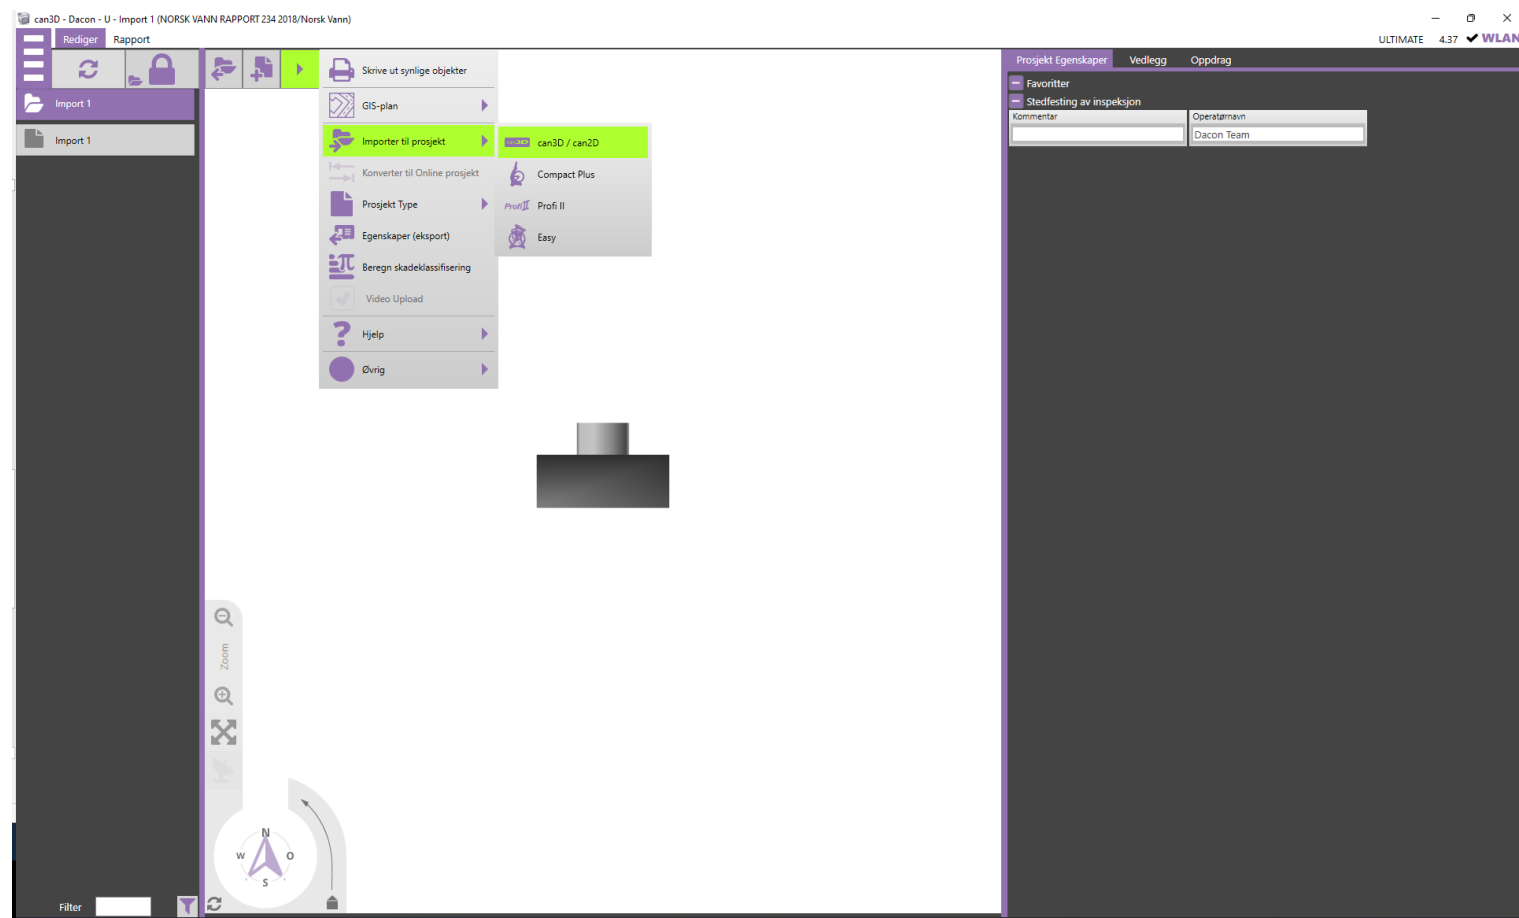 can3D - Dacon - U - Import 1 (NORSK VANN RAPPORT 234 2018/Norsk Vann)
Rediger Rapport
ULTIMATE 4.37 WLAN
Import 1
Import 1
Skrive ut synlige objekter
GIS-plan
Importer til prosjekt
Konverter til Online prosjekt
Prosjekt Type
Egenskaper (eksport)
Beregn skadeklassifisering
Video Upload
Hjelp
Øvrig
can3D can3D / can2D
Compact Plus
Profi II Profi II
Easy
Prosjekt Egenskaper Vedlegg Oppdrag
Favoritter
Stedfesting av inspeksjon
Kommentar Operatørnavn
Dacon Team
Zoom
N
W O
S
Filter